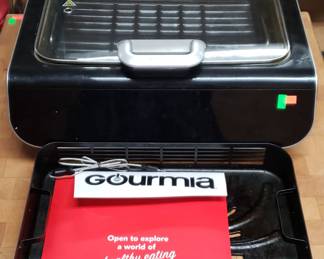 GOURMIA
Open to explore
a world of
healthy eating